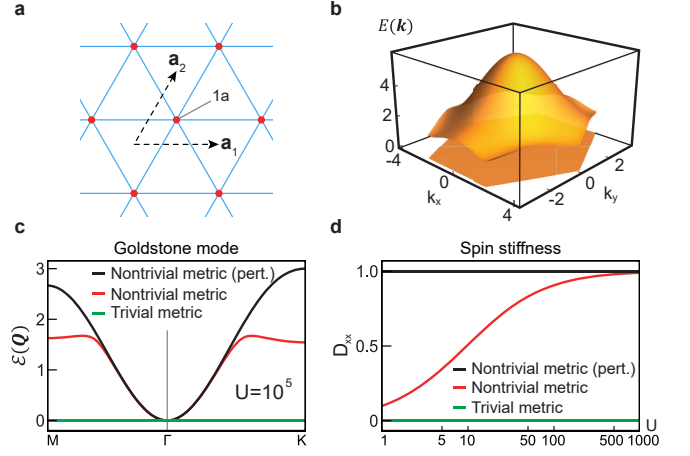 a
a₂
1a
a₁
b
E(k)
4
2
0
-4
0
4
kₓ
-2
0
2
k_y
c
Goldstone mode
Nontrivial metric (pert.)
Nontrivial metric
Trivial metric
3
2
1
0
ℰ(Q)
U=10⁵
M
Γ
K
d
Spin stiffness
1.0
0.5
0
Dₓₓ
Nontrivial metric (pert.)
Nontrivial metric
Trivial metric
U
1
5
10
50
100
500
1000